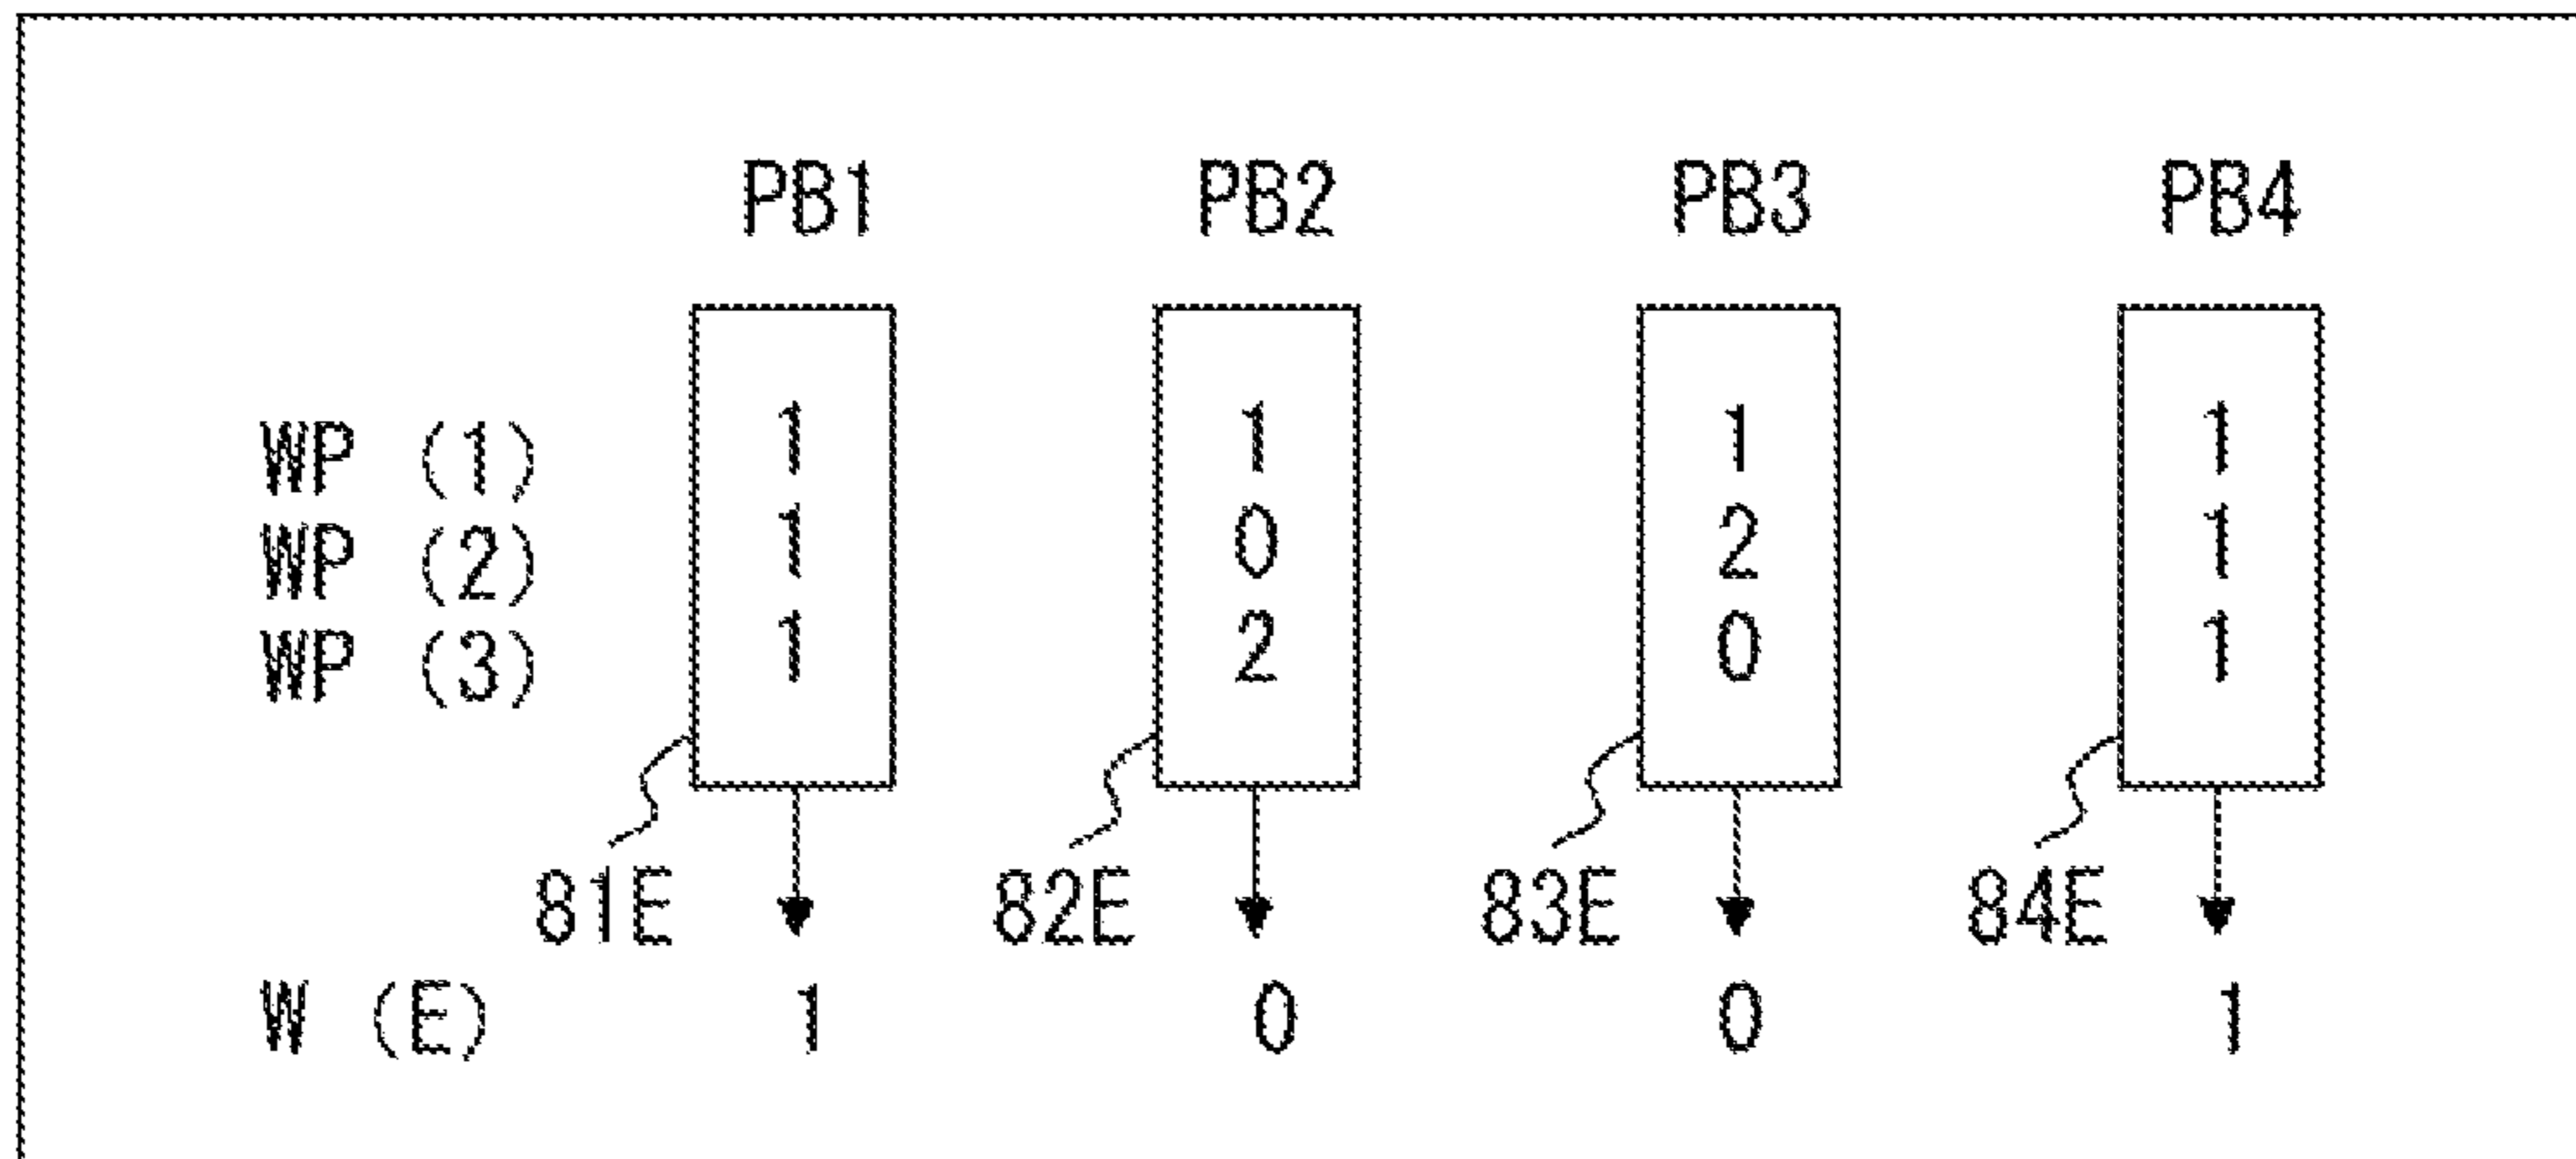 PB1 PB2 PB3 PB4
WP (1) 1 1 1 1
WP (2) 1 0 2 1
WP (3) 1 2 0 1
81E 82E 83E 84E
W (E) 1 0 0 1